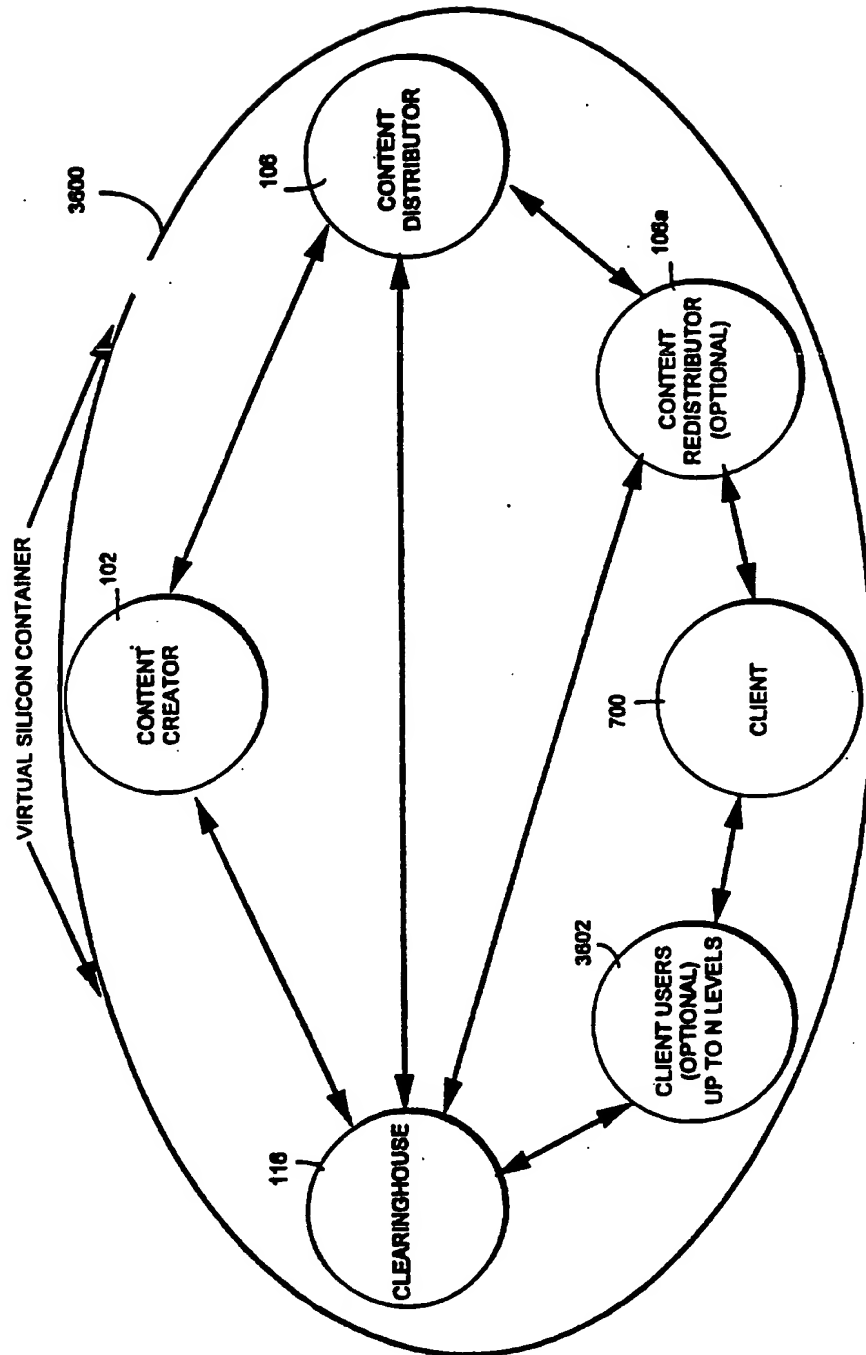 VIRTUAL SILICON CONTAINER
3600
102
CONTENT
CREATOR
106
CONTENT
DISTRIBUTOR
116
CLEARINGHOUSE
106a
CONTENT
REDISTRIBUTOR
(OPTIONAL)
3602
CLIENT USERS
(OPTIONAL)
UP TO N LEVELS
700
CLIENT